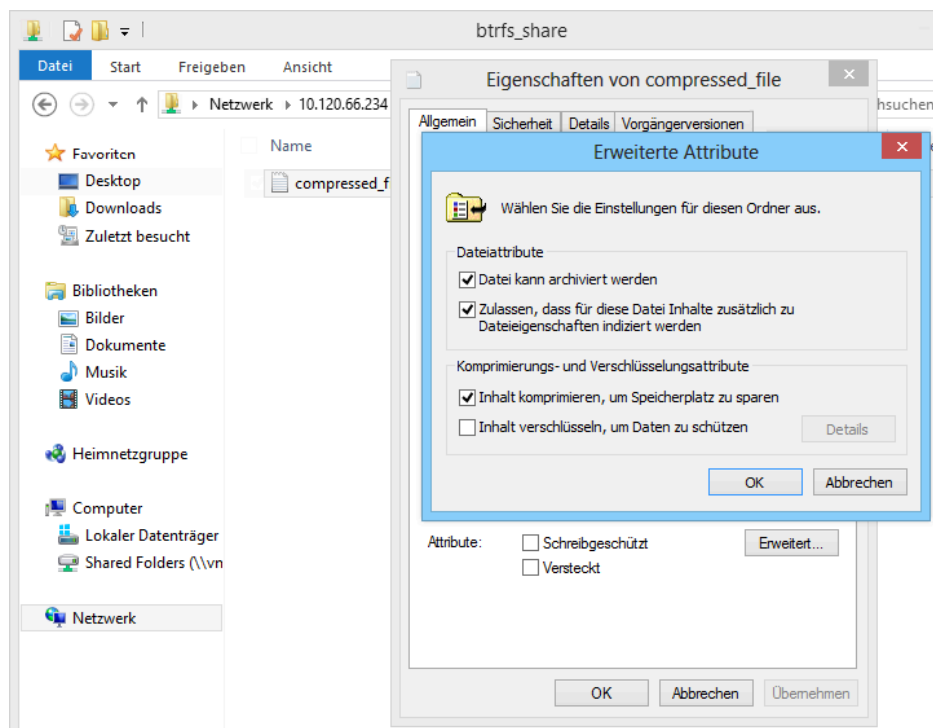 btrfs_share
Datei Start Freigeben Ansicht
Netzwerk 10.120.66.234
hsuchen
Favoriten
Desktop
Downloads
Zuletzt besucht
Bibliotheken
Bilder
Dokumente
Musik
Videos
Heimnetzgruppe
Computer
Lokaler Datenträger
Shared Folders (\\vn
Netzwerk
Name
compressed_f
Eigenschaften von compressed_file
Allgemein Sicherheit Details Vorgängerversionen
Erweiterte Attribute
Wählen Sie die Einstellungen für diesen Ordner aus.
Dateiattribute
Datei kann archiviert werden
Zulassen, dass für diese Datei Inhalte zusätzlich zu
Dateieigenschaften indiziert werden
Komprimierungs- und Verschlüsselungsattribute
Inhalt komprimieren, um Speicherplatz zu sparen
Inhalt verschlüsseln, um Daten zu schützen
Details
OK Abbrechen
Attribute:
Schreibgeschützt
Erweitert...
Versteckt
OK Abbrechen Übernehmen